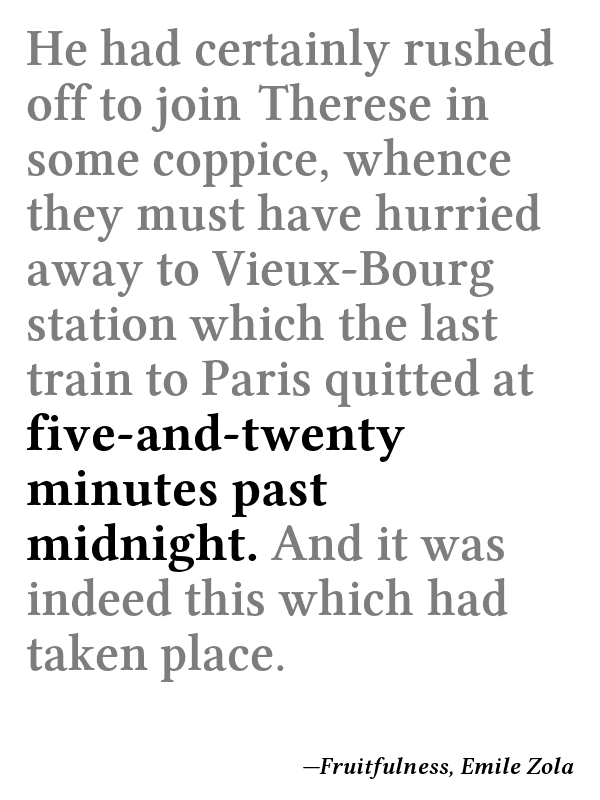 He had certainly rushed
off to join Therese in
some coppice, whence
they must have hurried
away to Vieux-Bourg
station which the last
train to Paris quitted at
five-and-twenty
minutes past
midnight. And it was
indeed this which had
taken place.
—Fruitfulness, Emile Zola